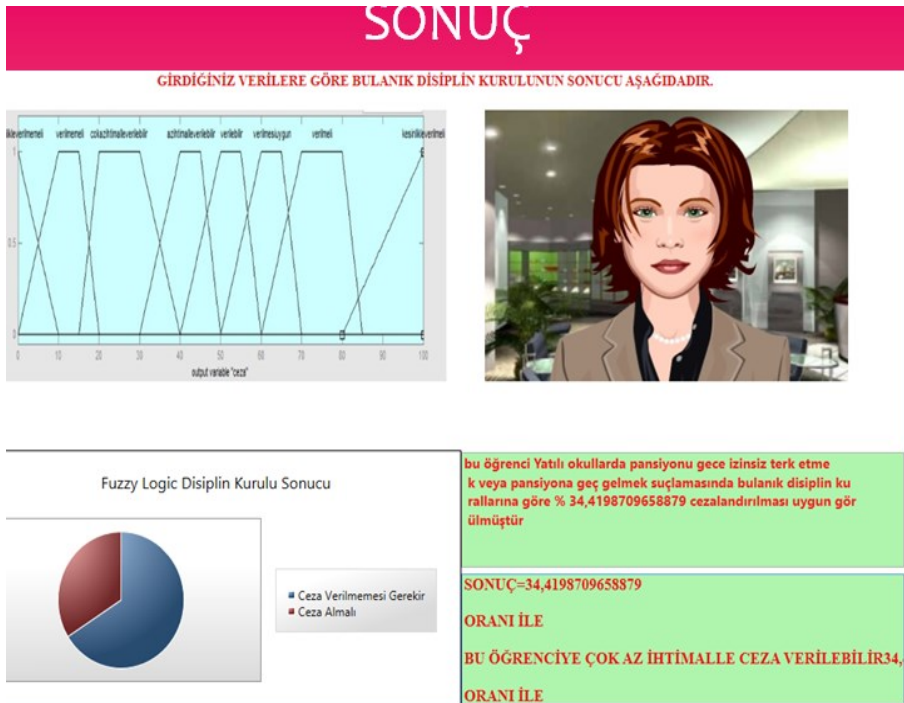 SONUÇ
GİRDİĞİNİZ VERİLERE GÖRE BULANIK DİSİPLİN KURULUNUN SONUCU AŞAĞIDADIR.
verilmemeli cokazihtimalleverilebilir azihtimalleverilebilir verilebilir verilmesiuygun verilmeli kesinlikleverilmeli
1
0.5
0
0 10 20 30 40 50 60 70 80 90 100
output variable "ceza"
Fuzzy Logic Disiplin Kurulu Sonucu
Ceza Verilmemesi Gerekir
Ceza Almalı
bu öğrenci Yatılı okullarda pansiyonu gece izinsiz terk etme
k veya pansiyona geç gelmek suçlamasında bulanık disiplin ku
rallarına göre % 34,4198709658879 cezalandırılması uygun gör
ülmüştür
SONUÇ=34,4198709658879
ORANI İLE
BU ÖĞRENCİYE ÇOK AZ İHTİMALLE CEZA VERİLEBİLİR34,
ORANI İLE